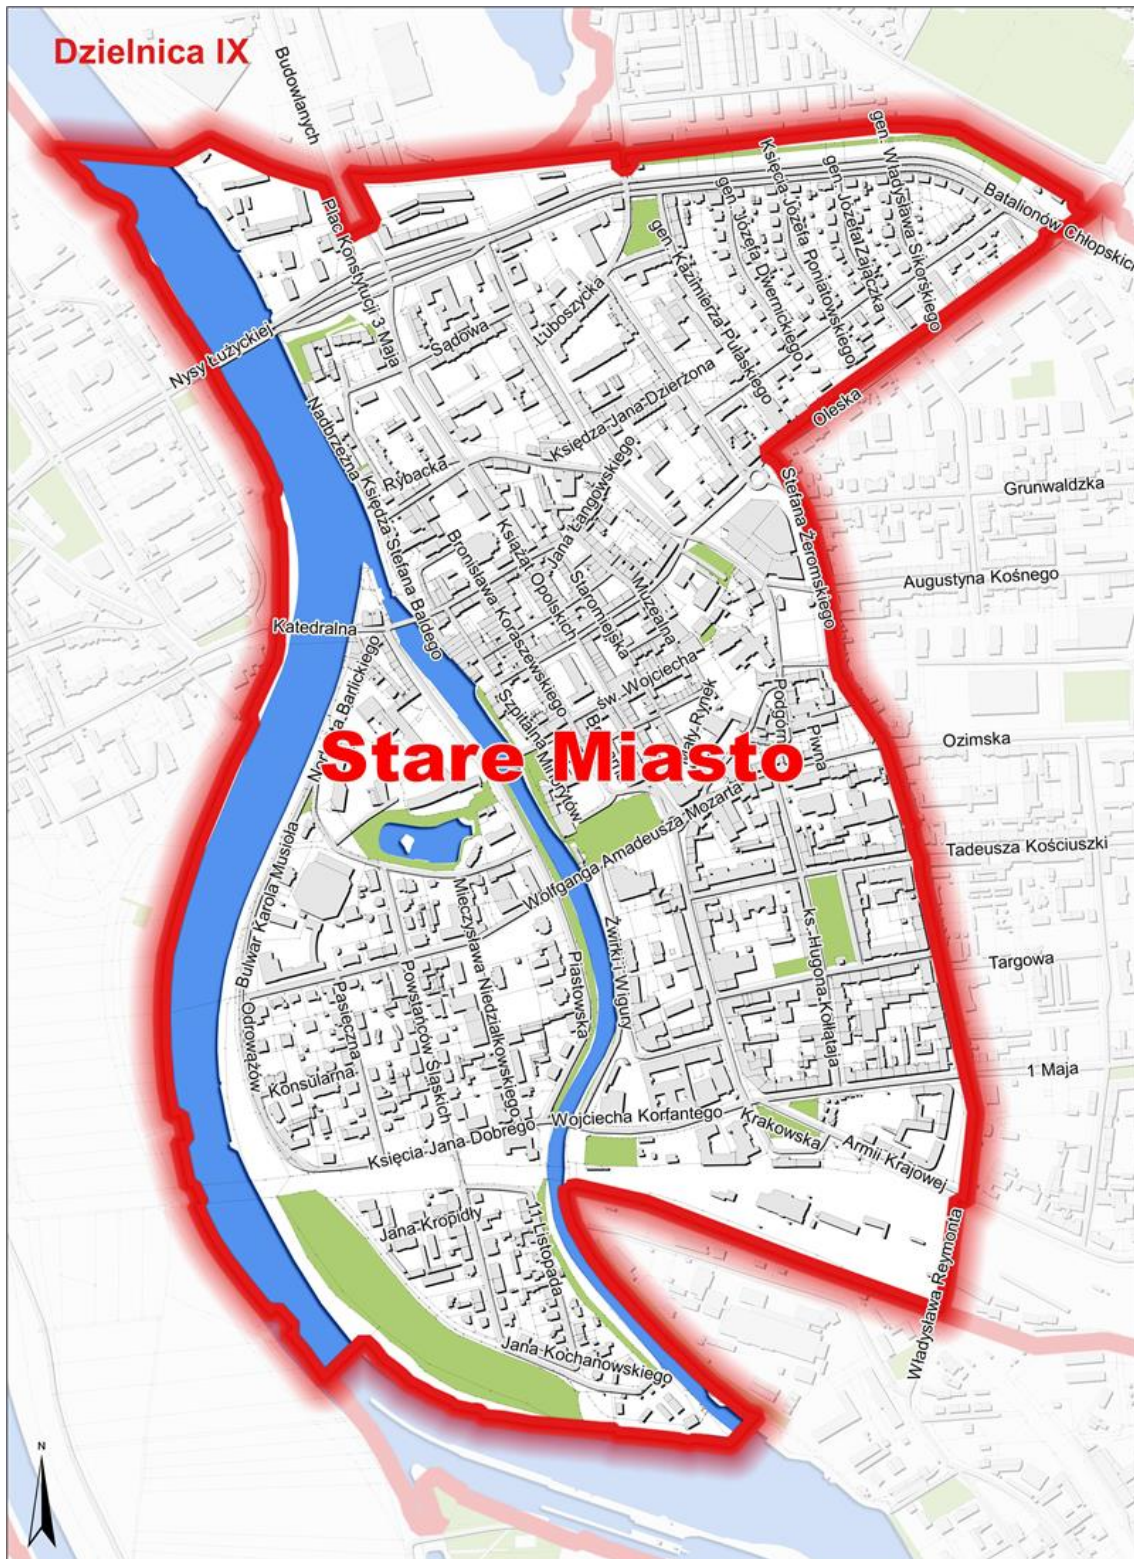 Dzielnica IX
Budowlanych
Plac Konstytucji 3 Maja
gen. Władysława Sikorskiego
Księcia Józefa Poniatowskiego
gen. Józefa Zajączka
gen. Józefa Dwernickiego
gen. Kazimierza Pułaskiego
Batalionów Chłopskich
Nysy Łużyckiej
Sądowa
Luboszycka
Oleska
Nadbrzeżna
Rybacka
Księdza Jana Dzierżona
Stefana Żeromskiego
Grunwaldzka
Księdza Stefana Baldego
Bronisława Koraszewskiego
Książąt Opolskich
Jana Łangowskiego
Staromiejska
Muzealna
Augustyna Kośnego
Katedralna
Barlickiego
św. Wojciecha
Szpitalna
Minorytów
Mały Rynek
Podgórna
Piwna
Ozimska
Stare Miasto
Wolfganga Amadeusza Mozarta
Tadeusza Kościuszki
Bulwar Karola Musioła
Mieczysława Niedziałkowskiego
Żwirki i Wigury
Piastowska
ks. Hugona Kołłątaja
Targowa
Odrowążów
Pasieczna
Powstańców Śląskich
Konsularna
1 Maja
Księcia Jana Dobrego
Wojciecha Korfantego
Krakowska
Armii Krajowej
Jana Kropidły
11 Listopada
Władysława Reymonta
Jana Kochanowskiego
N